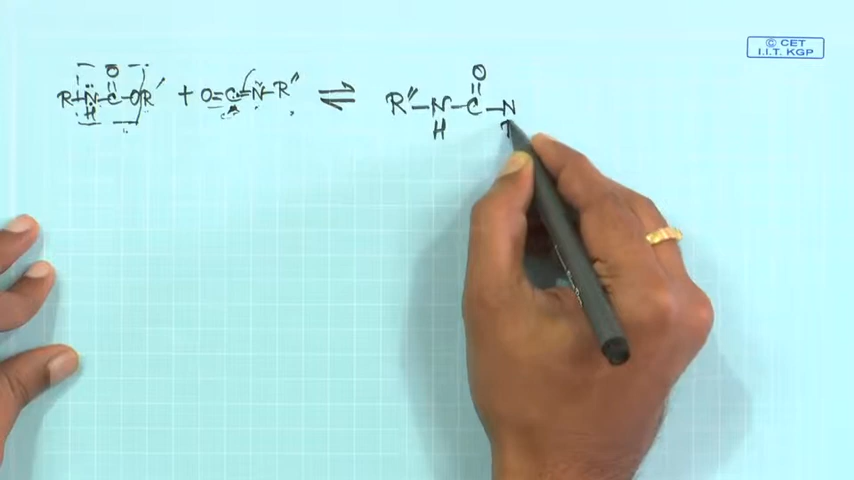 © CET
I.I.T. KGP
O O
R-N̈-C-OR′ + O=C=N̈-R″ ⇌ R″-N-C-N
H H